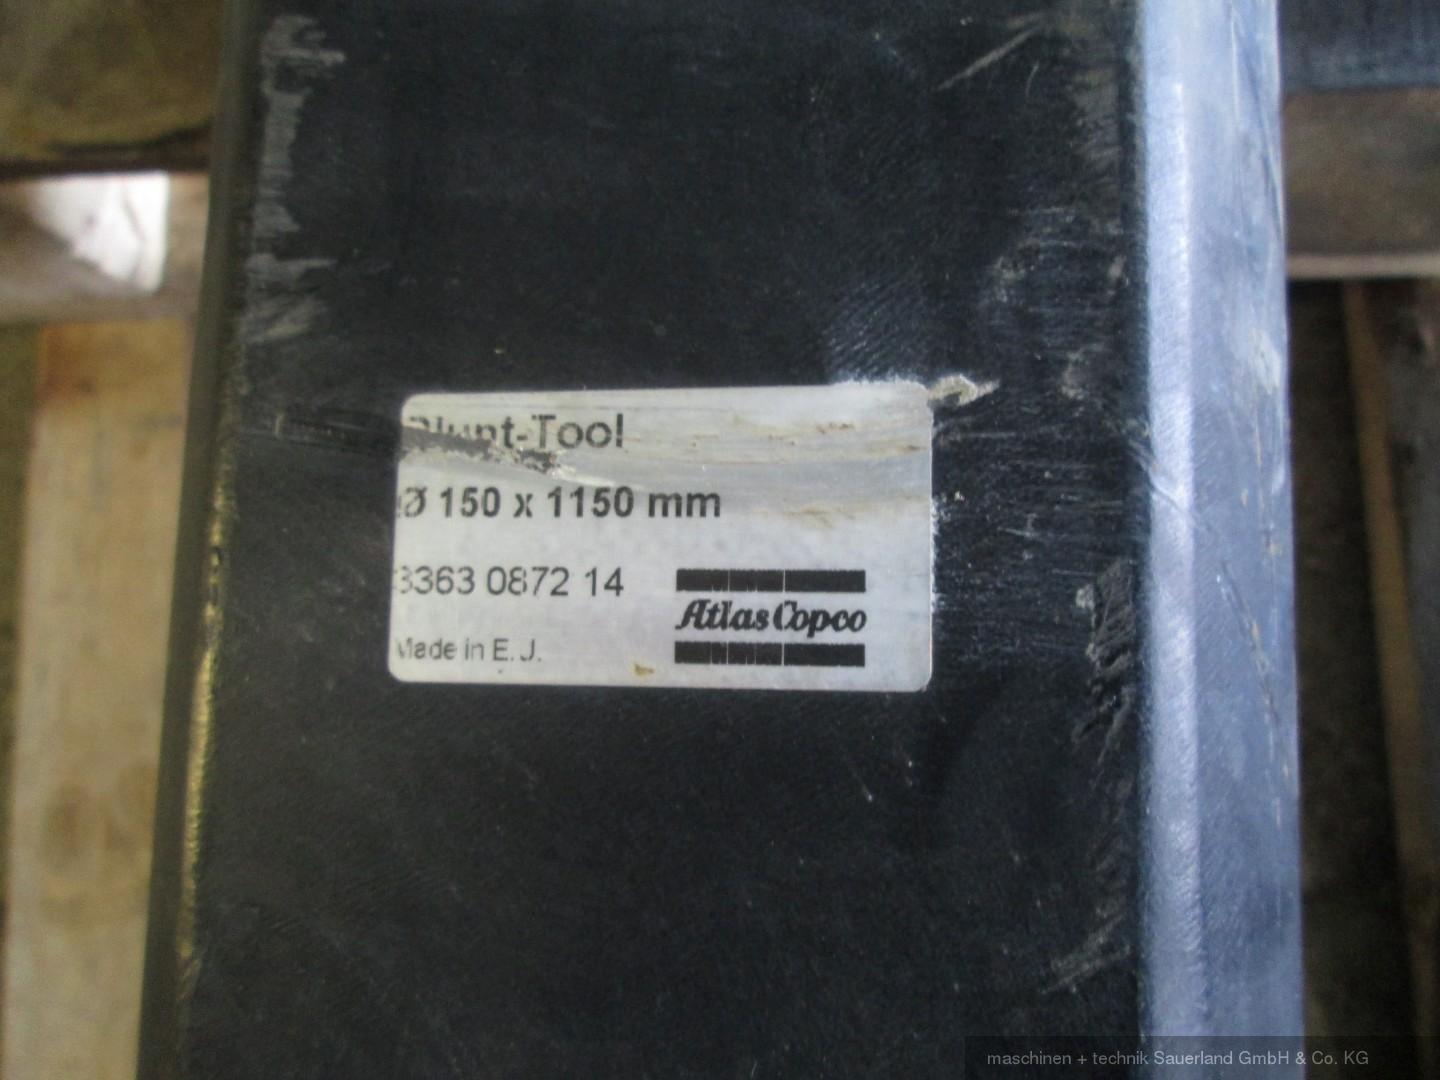 Blunt-Tool
Ø 150 x 1150 mm
3363 0872 14
Made in E.J.
Atlas Copco
maschinen + technik Sauerland GmbH & Co. KG